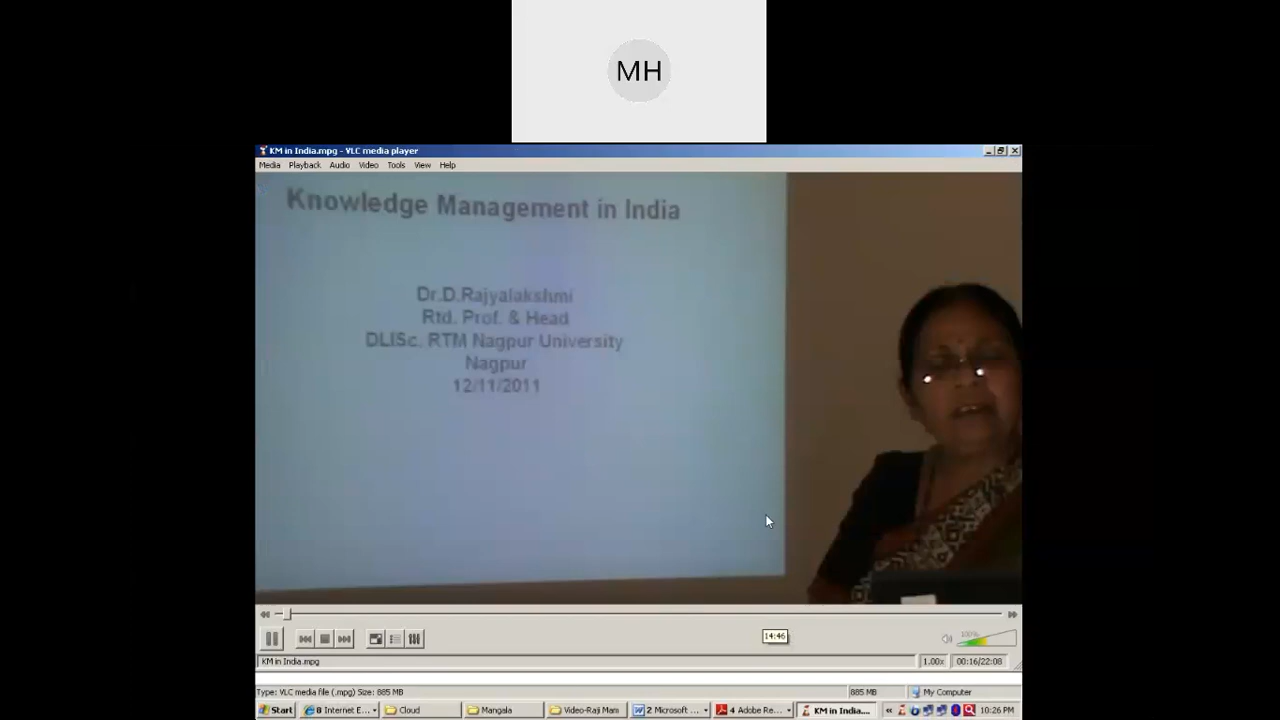 MH
KM in India.mpg - VLC media player
Media Playback Audio Video Tools View Help
Knowledge Management in India
Dr.D.Rajyalakshmi
Rtd. Prof. & Head
DLISc. RTM Nagpur University
Nagpur
12/11/2011
14:46
100%
KM in India.mpg
1.00x
00:16/22:08
Type: VLC media file (.mpg) Size: 885 MB
885 MB
My Computer
Start
8 Internet E...
Cloud
Mangala
Video-Raji Mam
2 Microsoft ...
4 Adobe Re...
KM in India....
10:26 PM